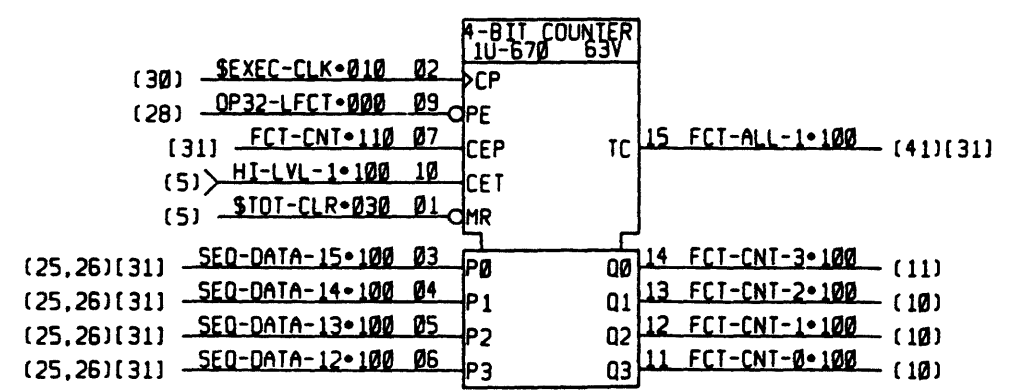 4-BIT COUNTER
1U-670 63V
(30) $EXEC-CLK•010 02 CP
(28) OP32-LFCT•000 09 PE
[31] FCT-CNT•110 07 CEP TC 15 FCT-ALL-1•100 (41)[31]
(5) HI-LVL-1•100 10 CET
(5) $TOT-CLR•030 01 MR
(25,26)[31] SEQ-DATA-15•100 03 P0 Q0 14 FCT-CNT-3•100 (11)
(25,26)[31] SEQ-DATA-14•100 04 P1 Q1 13 FCT-CNT-2•100 (10)
(25,26)[31] SEQ-DATA-13•100 05 P2 Q2 12 FCT-CNT-1•100 (10)
(25,26)[31] SEQ-DATA-12•100 06 P3 Q3 11 FCT-CNT-0•100 (10)